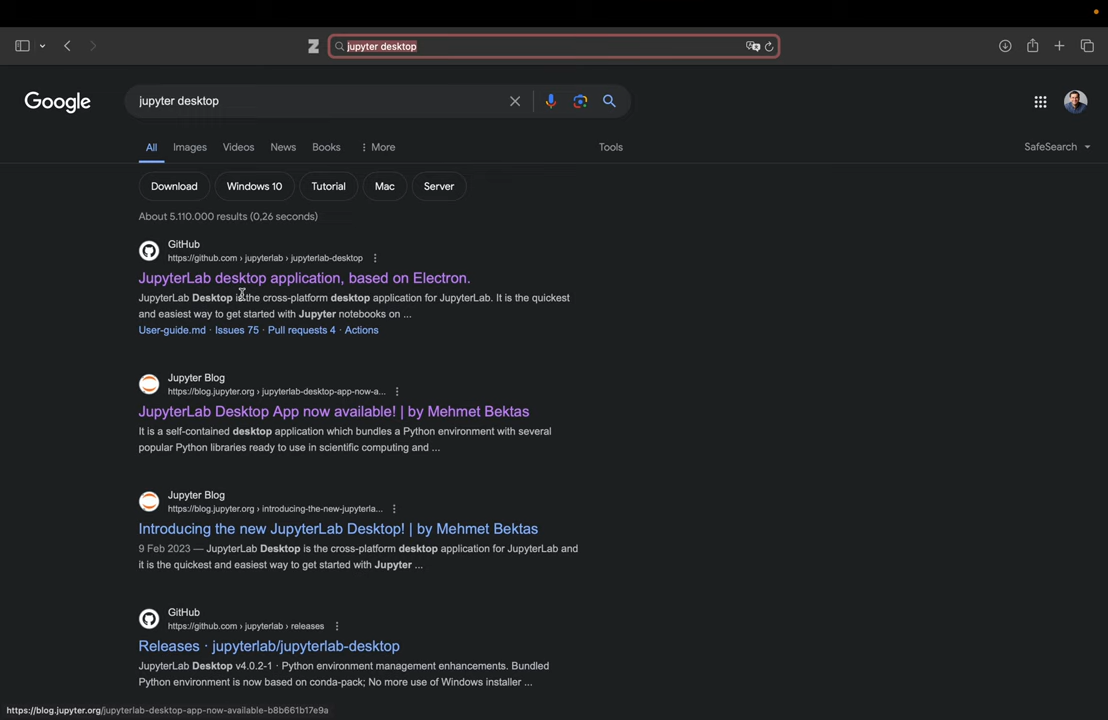 jupyter desktop
Google
jupyter desktop
All Images Videos News Books More Tools SafeSearch
Download Windows 10 Tutorial Mac Server
About 5.110.000 results (0,26 seconds)
GitHub
https://github.com › jupyterlab › jupyterlab-desktop
JupyterLab desktop application, based on Electron.
JupyterLab Desktop is the cross-platform desktop application for JupyterLab. It is the quickest
and easiest way to get started with Jupyter notebooks on ...
User-guide.md · Issues 75 · Pull requests 4 · Actions
Jupyter Blog
https://blog.jupyter.org › jupyterlab-desktop-app-now-a...
JupyterLab Desktop App now available! | by Mehmet Bektas
It is a self-contained desktop application which bundles a Python environment with several
popular Python libraries ready to use in scientific computing and ...
Jupyter Blog
https://blog.jupyter.org › introducing-the-new-jupyterla...
Introducing the new JupyterLab Desktop! | by Mehmet Bektas
9 Feb 2023 — JupyterLab Desktop is the cross-platform desktop application for JupyterLab and
it is the quickest and easiest way to get started with Jupyter ...
GitHub
https://github.com › jupyterlab › releases
Releases · jupyterlab/jupyterlab-desktop
JupyterLab Desktop v4.0.2-1 · Python environment management enhancements. Bundled
Python environment is now based on conda-pack; No more use of Windows installer ...
https://blog.jupyter.org/jupyterlab-desktop-app-now-available-b8b661b17e9a